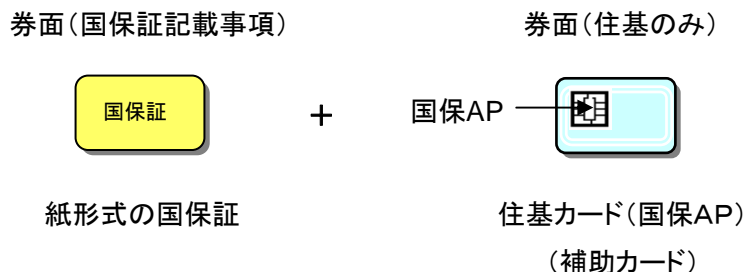 券面(国保証記載事項)
券面(住基のみ)
国保証
+
国保AP
紙形式の国保証
住基カード(国保AP)
(補助カード)